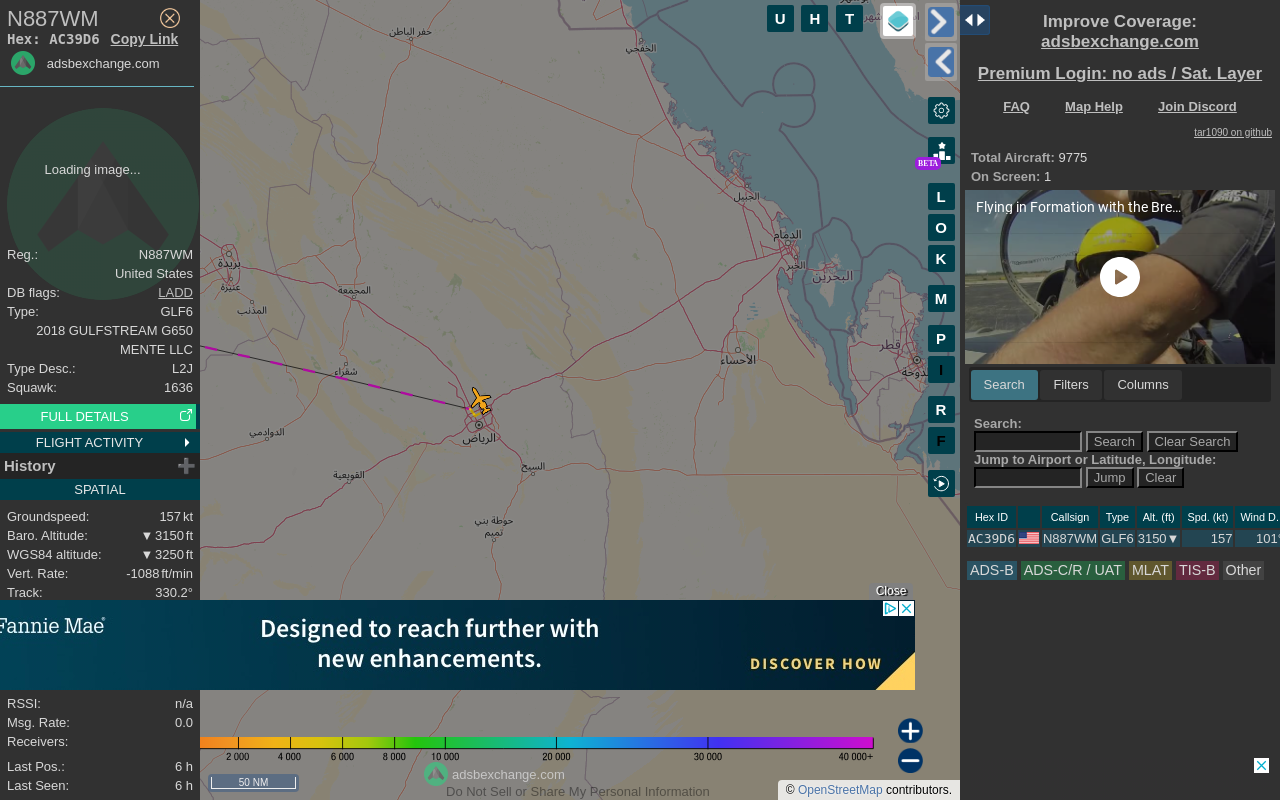 N887WM
Hex: AC39D6 Copy Link
adsbexchange.com
Loading image...
Reg.: N887WM
United States
DB flags: LADD
Type: GLF6
2018 GULFSTREAM G650
MENTE LLC
Type Desc.: L2J
Squawk: 1636
FULL DETAILS
FLIGHT ACTIVITY
History
SPATIAL
Groundspeed: 157 kt
Baro. Altitude: ▼ 3150 ft
WGS84 altitude: ▼ 3250 ft
Vert. Rate: -1088 ft/min
Track: 330.2°
RSSI: n/a
Msg. Rate: 0.0
Receivers:
Last Pos.: 6 h
Last Seen: 6 h
U H T
حفر الباطن
الخفجي
الجبيل
الدمام
الخبر
البحرين
بريدة
عنيزة
المذنب
المجمعة
شقراء
الأحساء
قطر
الدوحة
الرياض
الدوادمي
السيح
القويعية
حوطة بني
تميم
BETA
L
O
K
M
P
I
R
F
Close
Fannie Mae
Designed to reach further with
new enhancements.
DISCOVER HOW
2 000 4 000 6 000 8 000 10 000 20 000 30 000 40 000+
50 NM
adsbexchange.com
Do Not Sell or Share My Personal Information
© OpenStreetMap contributors.
Improve Coverage:
adsbexchange.com
Premium Login: no ads / Sat. Layer
FAQ Map Help Join Discord
tar1090 on github
Total Aircraft: 9775
On Screen: 1
Flying in Formation with the Bre...
Search Filters Columns
Search:
Search Clear Search
Jump to Airport or Latitude, Longitude:
Jump Clear
Hex ID Callsign Type Alt. (ft) Spd. (kt) Wind D.
AC39D6 N887WM GLF6 3150▼ 157 101°
ADS-B ADS-C/R / UAT MLAT TIS-B Other